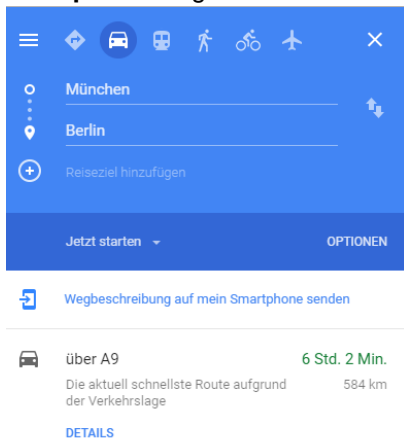 München
Berlin
Reiseziel hinzufügen
Jetzt starten
OPTIONEN
Wegbeschreibung auf mein Smartphone senden
über A9
6 Std. 2 Min.
Die aktuell schnellste Route aufgrund
584 km
der Verkehrslage
DETAILS